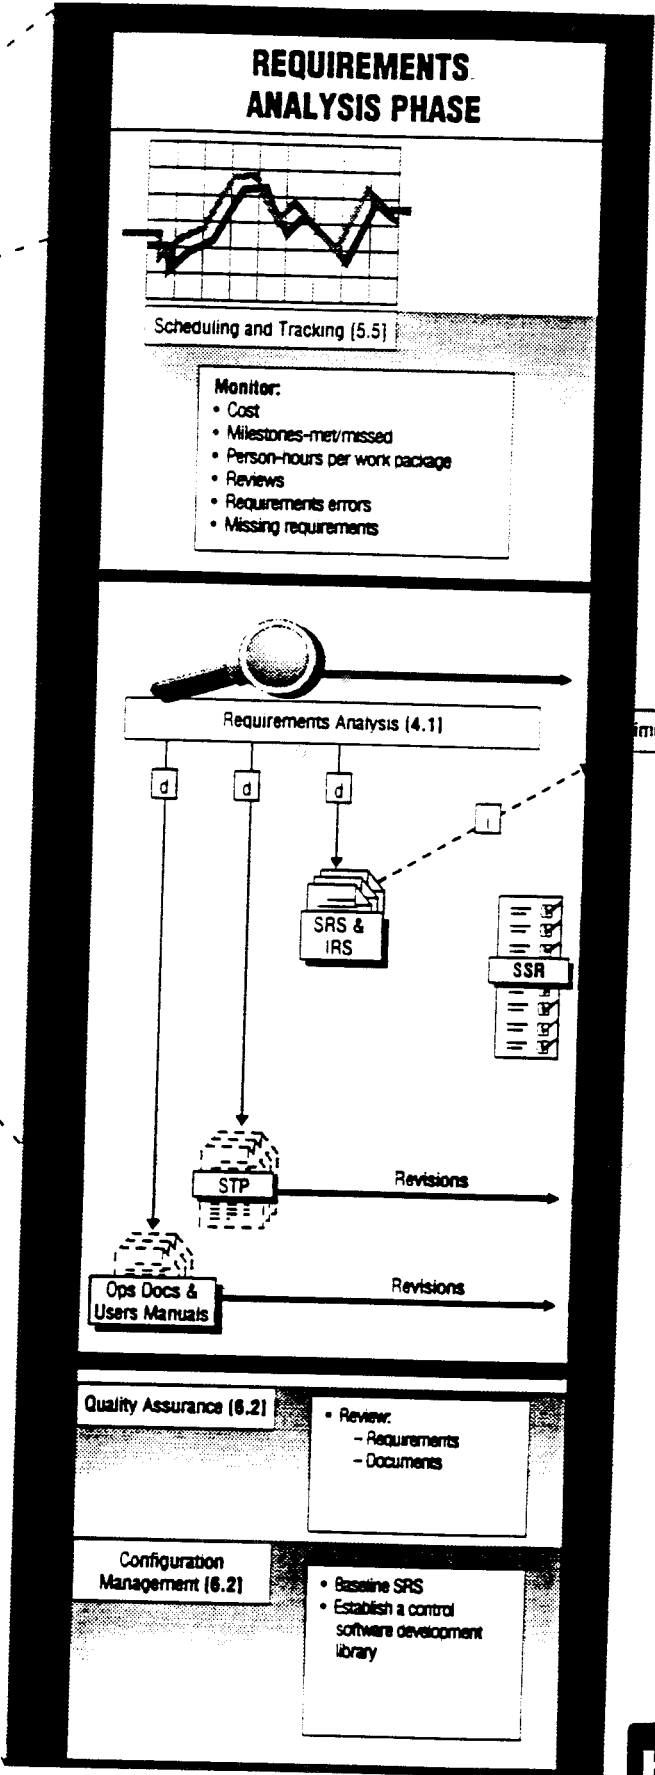 REQUIREMENTS
ANALYSIS PHASE
Scheduling and Tracking [5.5]
Monitor:
• Cost
• Milestones-met/missed
• Person-hours per work package
• Reviews
• Requirements errors
• Missing requirements
Requirements Analysis [4.1]
d d d
i
SRS &
IRS
SSR
STP
Revisions
Ops Docs &
Users Manuals
Revisions
Quality Assurance [6.2]
• Review:
– Requirements
– Documents
Configuration
Management [6.2]
• Baseline SRS
• Establish a control
software development
library